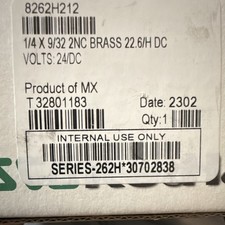 8262H212
1/4 X 9/32 2NC BRASS 22.6/H DC
VOLTS: 24/DC
Product of MX
T 32801183
Date: 2302
Qty:1
INTERNAL USE ONLY
SERIES-262H*30702838